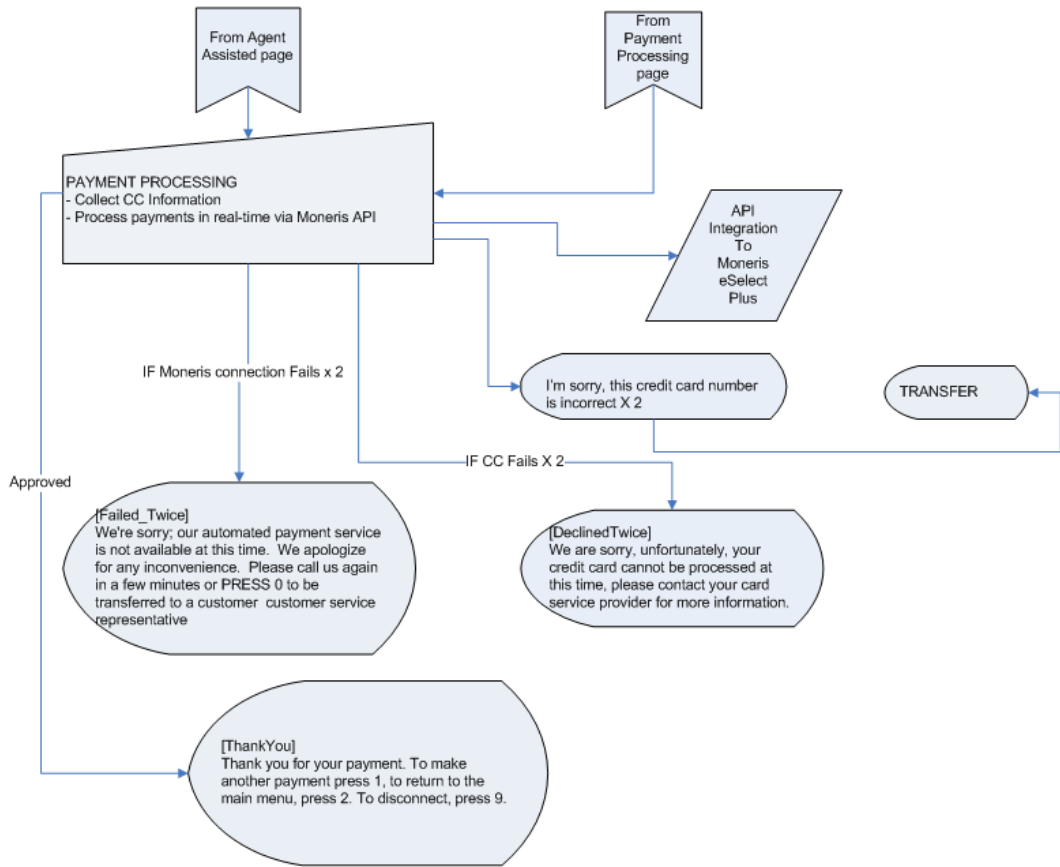 From Agent
Assisted page
From
Payment
Processing
page
PAYMENT PROCESSING
- Collect CC Information
- Process payments in real-time via Moneris API
API
Integration
To
Moneris
eSelect
Plus
IF Moneris connection Fails x 2
I'm sorry, this credit card number
is incorrect X 2
TRANSFER
IF CC Fails X 2
Approved
[Failed_Twice]
We're sorry; our automated payment service
is not available at this time.  We apologize
for any inconvenience.  Please call us again
in a few minutes or PRESS 0 to be
transferred to a customer  customer service
representative
[DeclinedTwice]
We are sorry, unfortunately, your
credit card cannot be processed at
this time, please contact your card
service provider for more information.
[ThankYou]
Thank you for your payment. To make
another payment press 1, to return to the
main menu, press 2. To disconnect, press 9.